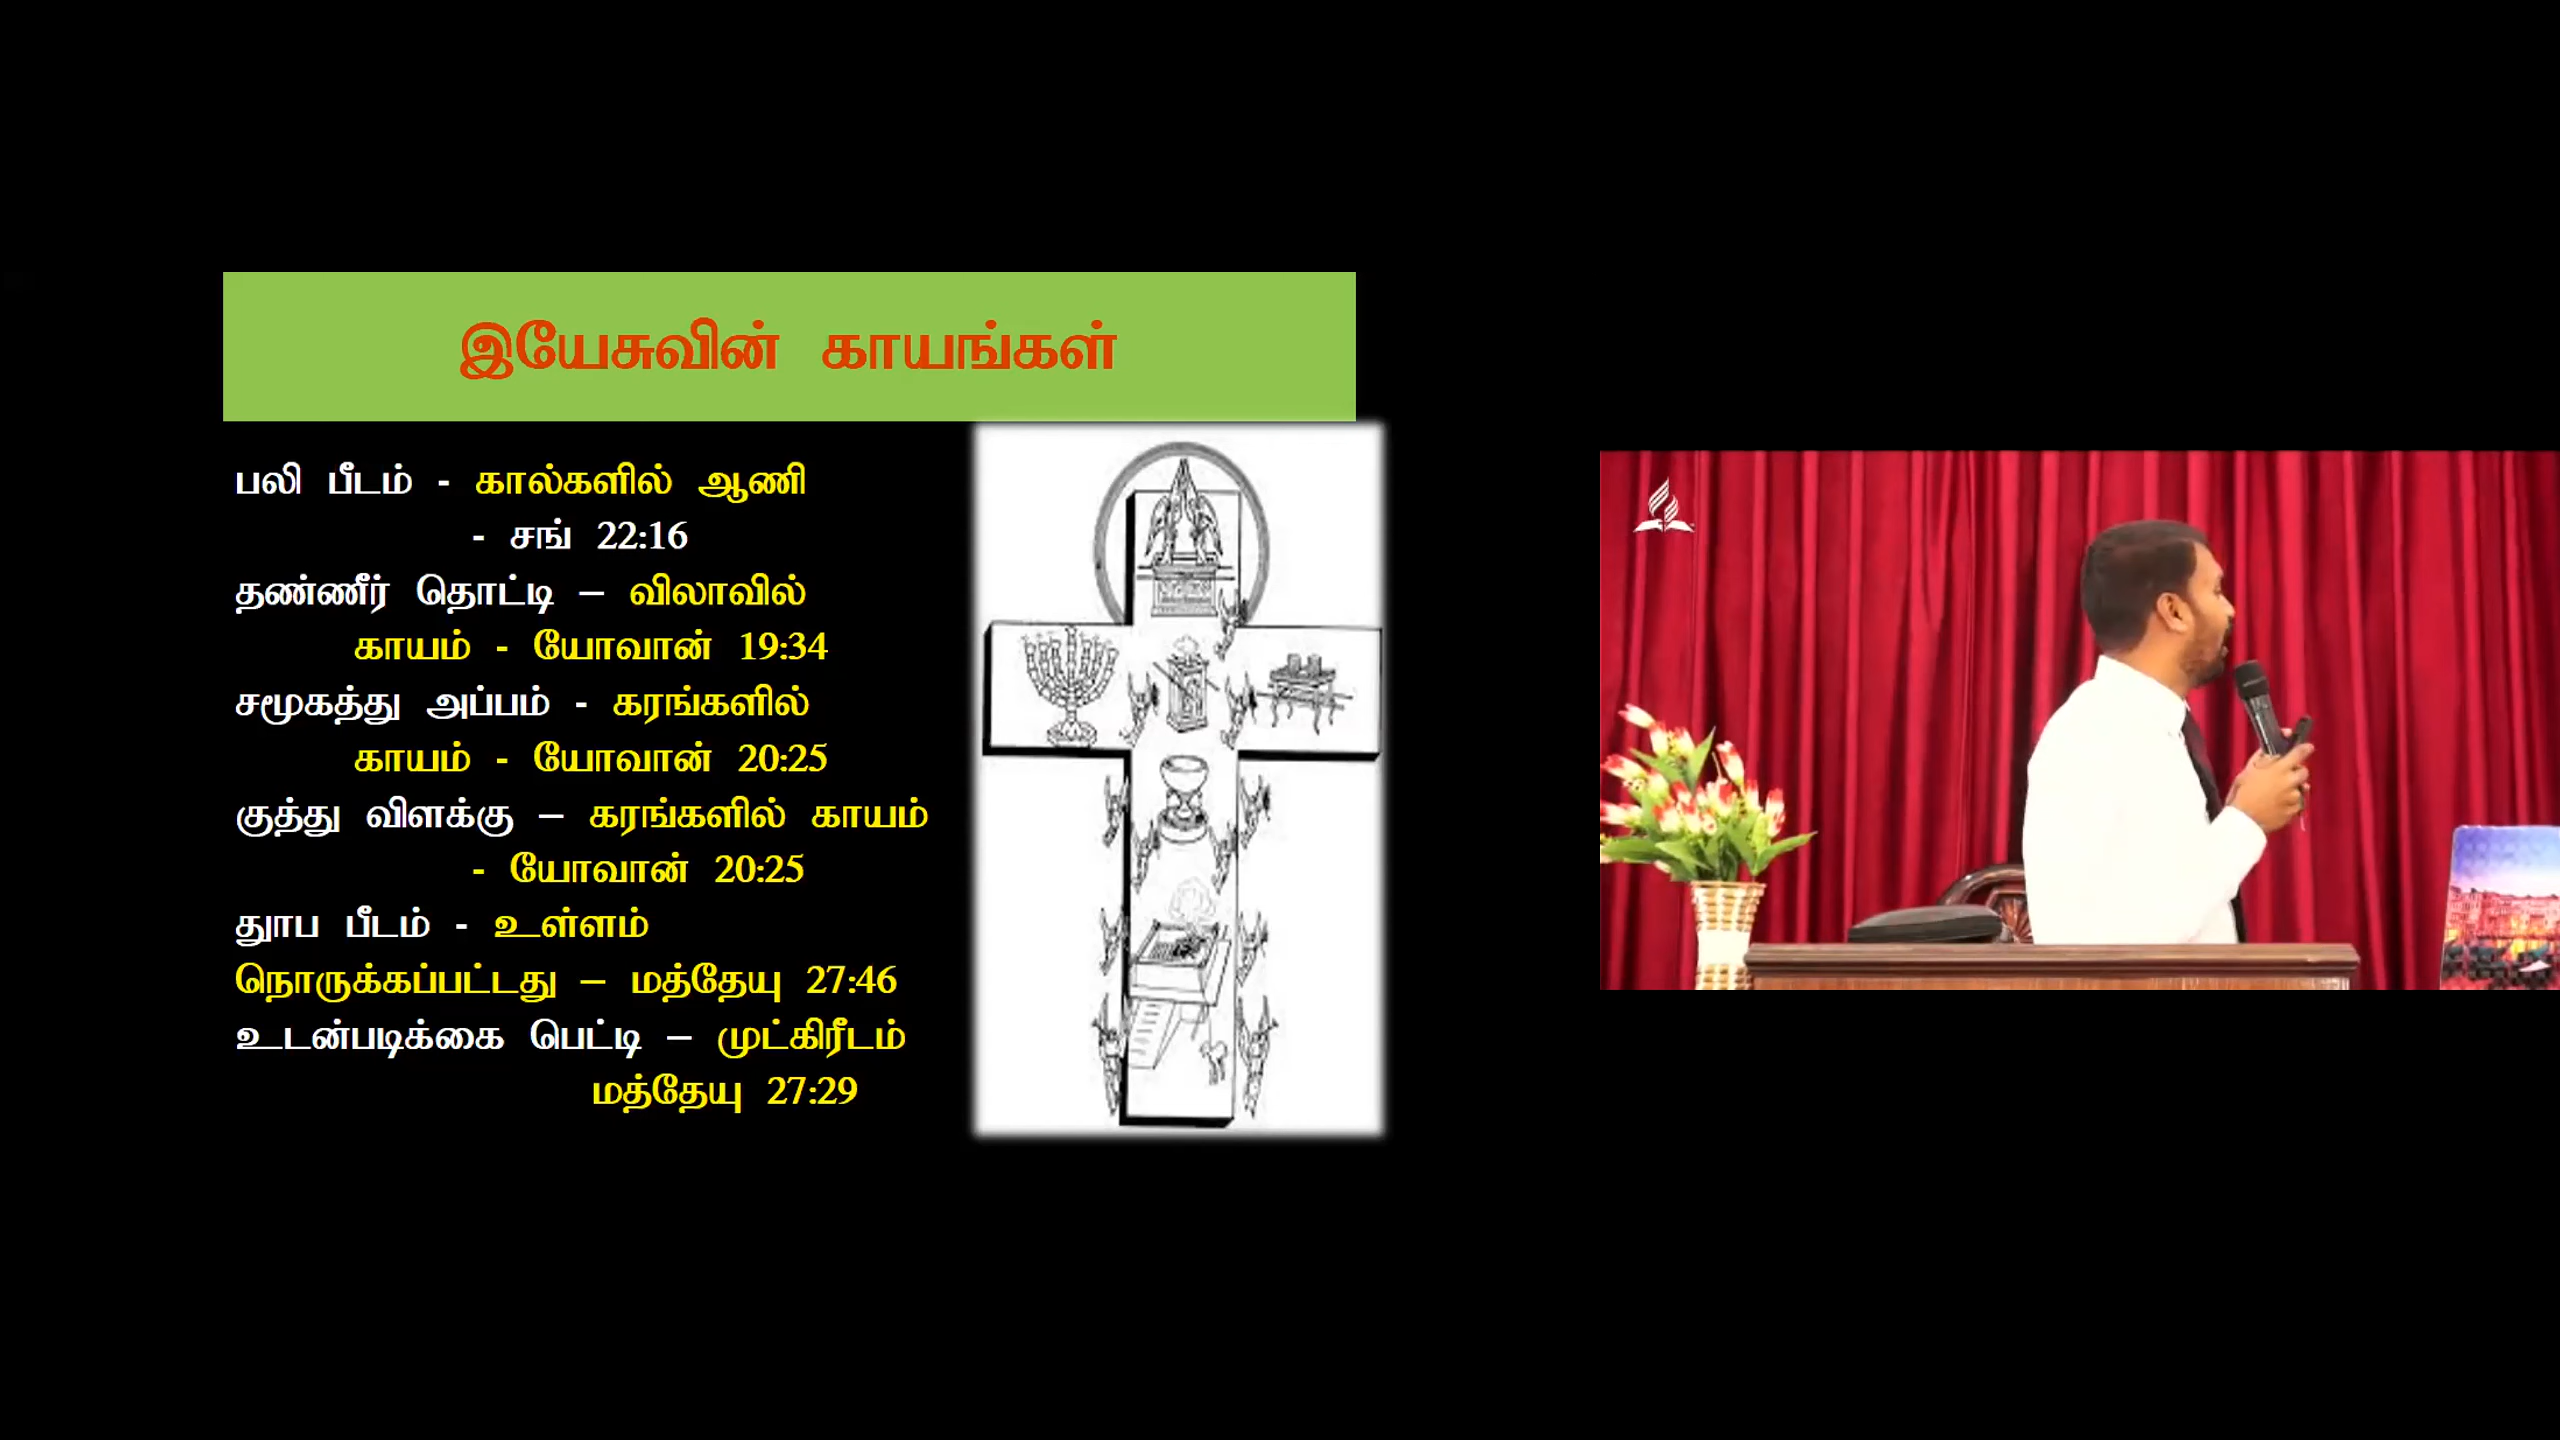 இயேசுவின் காயங்கள்
பலி பீடம் - கால்களில் ஆணி
- சங் 22:16
தண்ணீர் தொட்டி – விலாவில்
காயம் - யோவான் 19:34
சமூகத்து அப்பம் - கரங்களில்
காயம் - யோவான் 20:25
குத்து விளக்கு – கரங்களில் காயம்
- யோவான் 20:25
தூப பீடம் - உள்ளம்
நொருக்கப்பட்டது – மத்தேயு 27:46
உடன்படிக்கை பெட்டி – முட்கிரீடம்
மத்தேயு 27:29